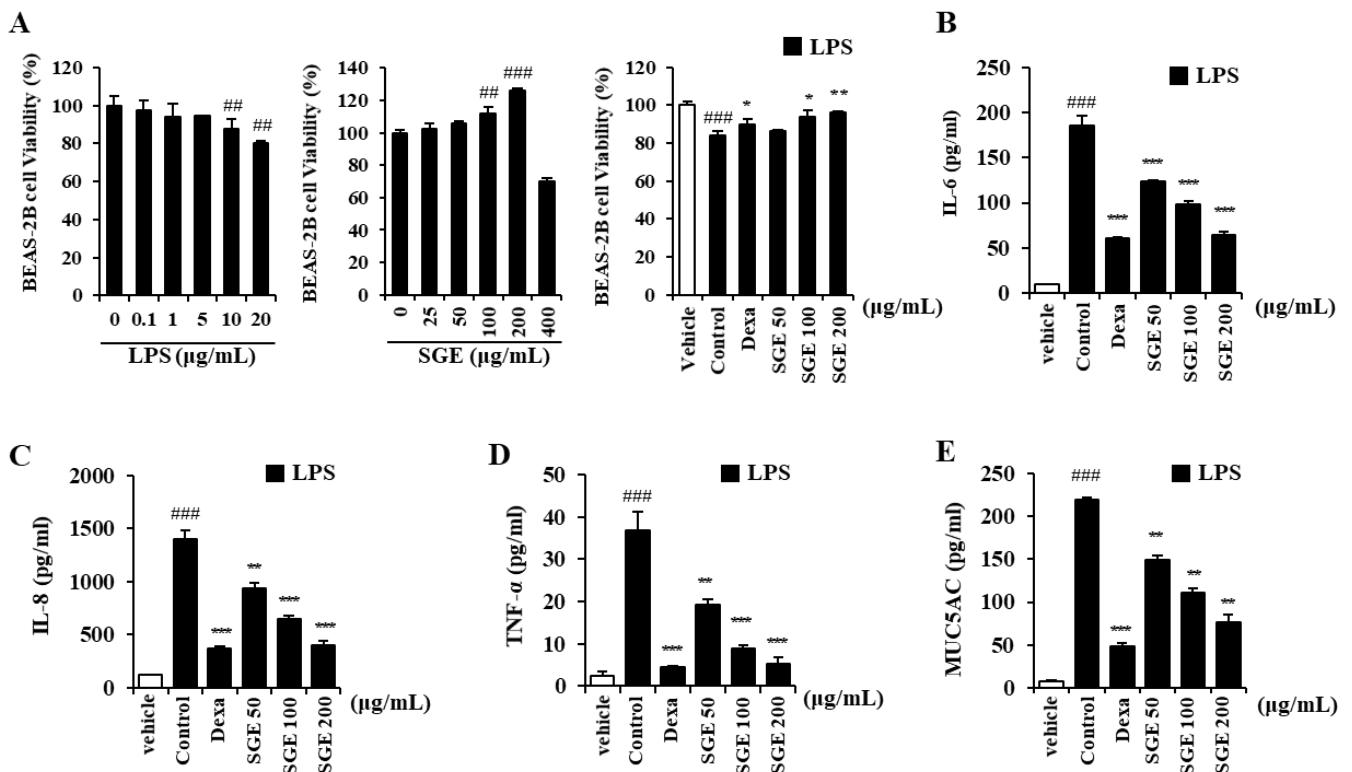 A
BEAS-2B cell Viability (%)
120
100
80
60
40
20
0
##
##
0 0.1 1 5 10 20
LPS (μg/mL)
BEAS-2B cell Viability (%)
140
120
100
80
60
40
20
0
##
###
0 25 50 100 200 400
SGE (μg/mL)
LPS
BEAS-2B cell Viability (%)
120
100
80
60
40
20
0
###
*
*
**
Vehicle
Control
Dexa
SGE 50
SGE 100
SGE 200
(μg/mL)
B
LPS
IL-6 (pg/ml)
250
200
150
100
50
0
###
***
***
***
***
vehicle
Control
Dexa
SGE 50
SGE 100
SGE 200
(μg/mL)
C
LPS
IL-8 (pg/ml)
2000
1500
1000
500
0
###
***
**
***
***
vehicle
Control
Dexa
SGE 50
SGE 100
SGE 200
(μg/mL)
D
LPS
TNF-α (pg/ml)
50
40
30
20
10
0
###
***
**
***
***
vehicle
Control
Dexa
SGE 50
SGE 100
SGE 200
(μg/mL)
E
LPS
MUC5AC (pg/ml)
250
200
150
100
50
0
###
***
**
**
**
vehicle
Control
Dexa
SGE 50
SGE 100
SGE 200
(μg/mL)